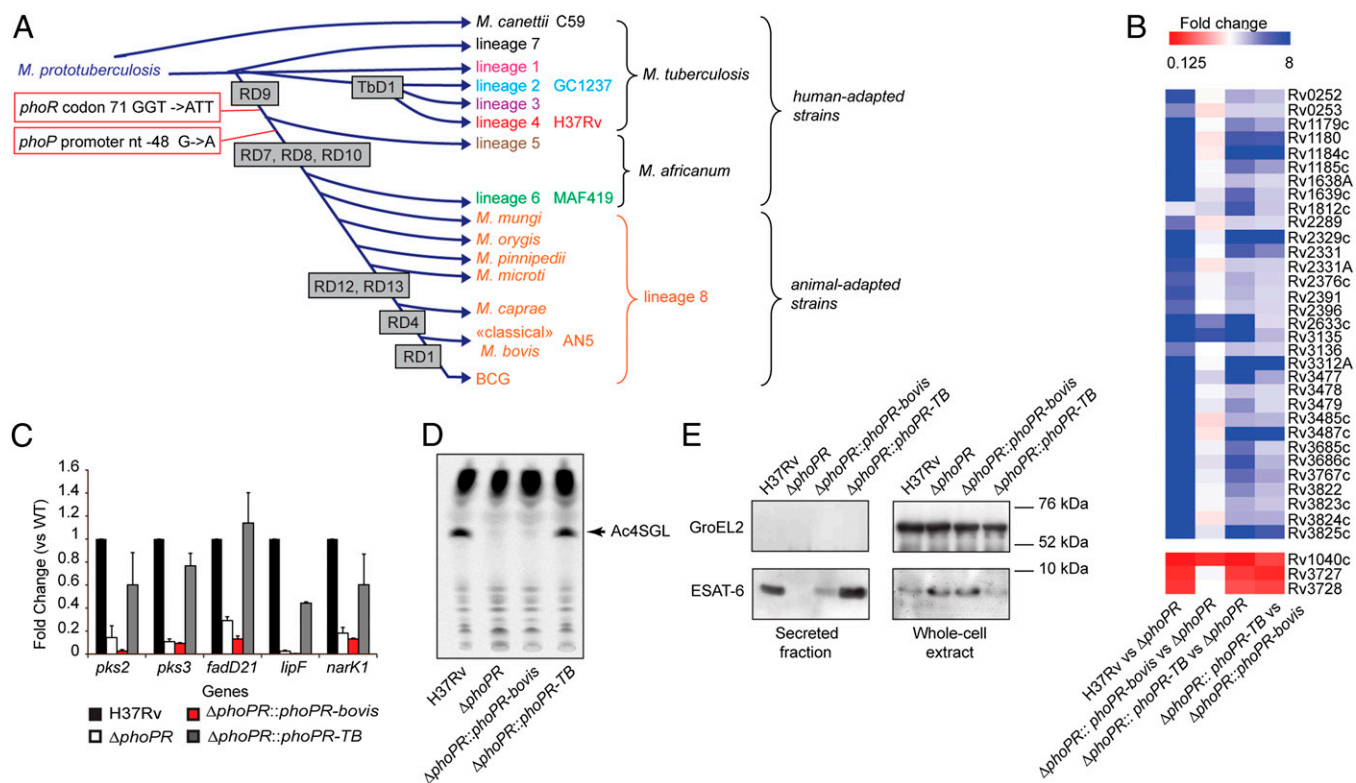 A
M. prototuberculosis
M. canettii C59
lineage 7
lineage 1
lineage 2 GC1237
lineage 3
lineage 4 H37Rv
lineage 5
lineage 6 MAF419
M. mungi
M. orygis
M. pinnipedii
M. microti
M. caprae
«classical»
M. bovis
AN5
BCG
RD9
TbD1
phoR codon 71 GGT ->ATT
phoP promoter nt -48 G->A
RD7, RD8, RD10
RD12, RD13
RD4
RD1
M. tuberculosis
M. africanum
lineage 8
human-adapted
strains
animal-adapted
strains
B
Fold change
0.125 8
Rv0252
Rv0253
Rv1179c
Rv1180
Rv1184c
Rv1185c
Rv1638A
Rv1639c
Rv1812c
Rv2289
Rv2329c
Rv2331
Rv2331A
Rv2376c
Rv2391
Rv2396
Rv2633c
Rv3135
Rv3136
Rv3312A
Rv3477
Rv3478
Rv3479
Rv3485c
Rv3487c
Rv3685c
Rv3686c
Rv3767c
Rv3822
Rv3823c
Rv3824c
Rv3825c
Rv1040c
Rv3727
Rv3728
H37Rv vs ΔphoPR
ΔphoPR:: phoPR-bovis vs ΔphoPR
ΔphoPR:: phoPR-TB vs ΔphoPR
ΔphoPR:: phoPR-TB vs
ΔphoPR::phoPR-bovis
C
Fold Change (vs WT)
1.6
1.4
1.2
1
0.8
0.6
0.4
0.2
0
pks2 pks3 fadD21 lipF narK1
Genes
H37Rv
ΔphoPR::phoPR-bovis
ΔphoPR
ΔphoPR::phoPR-TB
D
Ac4SGL
H37Rv
ΔphoPR
ΔphoPR::phoPR-bovis
ΔphoPR::phoPR-TB
E
H37Rv
ΔphoPR
ΔphoPR::phoPR-bovis
ΔphoPR::phoPR-TB
H37Rv
ΔphoPR
ΔphoPR::phoPR-bovis
ΔphoPR::phoPR-TB
GroEL2
76 kDa
52 kDa
ESAT-6
10 kDa
Secreted
fraction
Whole-cell
extract